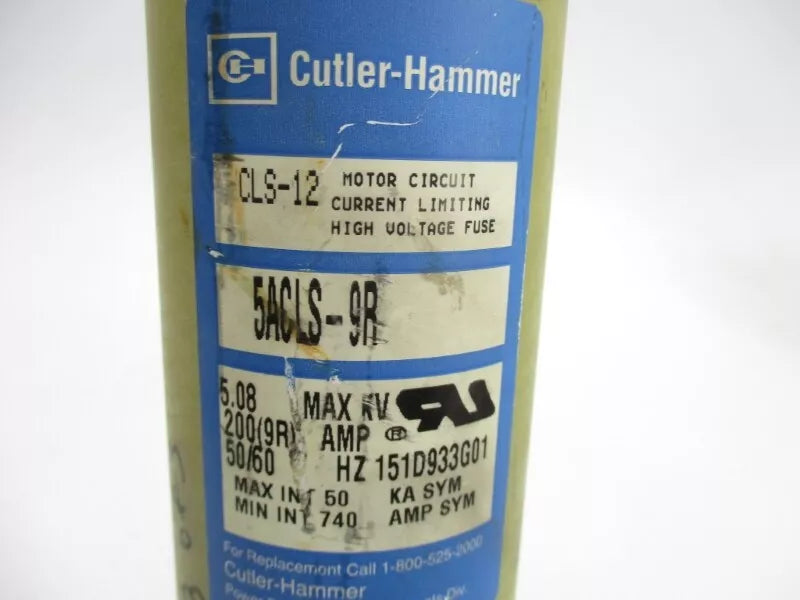 CH Cutler-Hammer
CLS-12 MOTOR CIRCUIT
CURRENT LIMITING
HIGH VOLTAGE FUSE
5ACLS-9R
5.08 MAX KV
200(9R) AMP ®
50/60 HZ 151D933G01
MAX INT 50 KA SYM
MIN INT 740 AMP SYM
For Replacement Call 1-800-525-2000
Cutler-Hammer
Div.